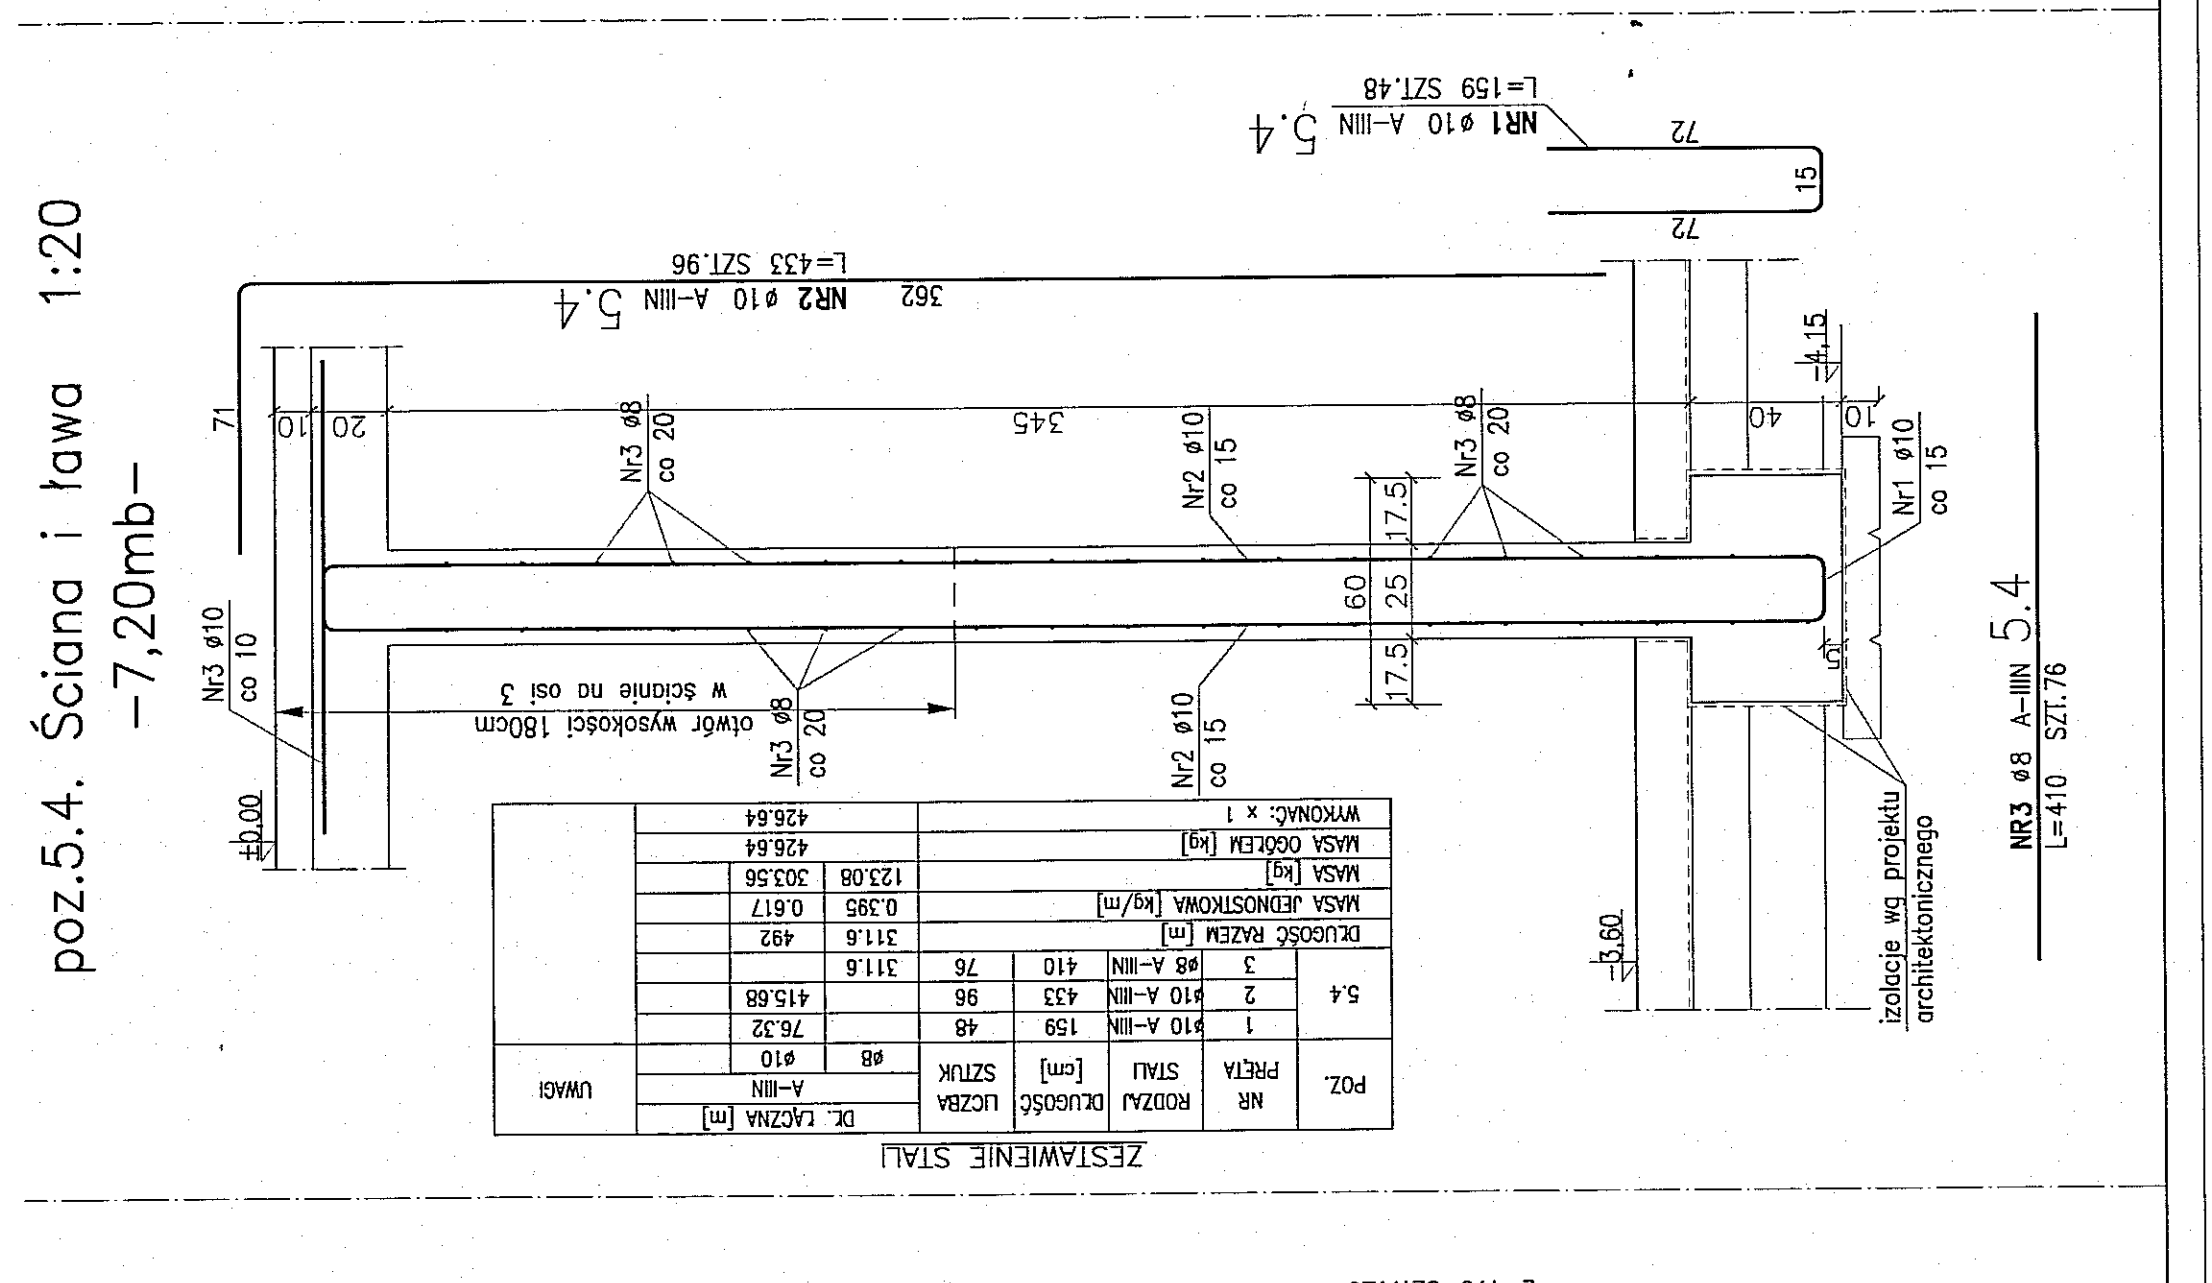 poz.5.4. Ściana i ława 1:20
-7,20mb-
71
NR2 ø10 A-IIIN 5.4
362
L=433 SZT.96
NR1 ø10 A-IIIN 5.4
L=159 SZT.48
72
15
72
10
20
345
40
10
Nr3 ø8
co 20
Nr2 ø10
co 15
Nr3 ø8
co 20
-4,15
Nr1 ø10
co 15
Nr3 ø10
co 10
±0,00
otwór wysokości 180cm
w ścianie na osi 3
Nr3 ø8
co 20
Nr2 ø10
co 15
60
17.5
25
17.5
5
-3,60
izolacje wg projektu
architektonicznego
NR3 ø8 A-IIIN 5.4
L=410 SZT.76
ZESTAWIENIE STALI
POZ. NR PRĘTA RODZAJ STALI DŁUGOŚĆ [cm] LICZBA SZTUK DŁ. ŁĄCZNA [m] UWAGI
A-IIIN
ø8 ø10
5.4 1 ø10 A-IIIN 159 48 76.32
2 ø10 A-IIIN 433 96 415.68
3 ø8 A-IIIN 410 76 311.6
DŁUGOŚĆ RAZEM [m] 311.6 492
MASA JEDNOSTKOWA [kg/m] 0.395 0.617
MASA [kg] 123.08 303.56
MASA OGÓŁEM [kg] 426.64
WYKONAĆ: x 1 426.64